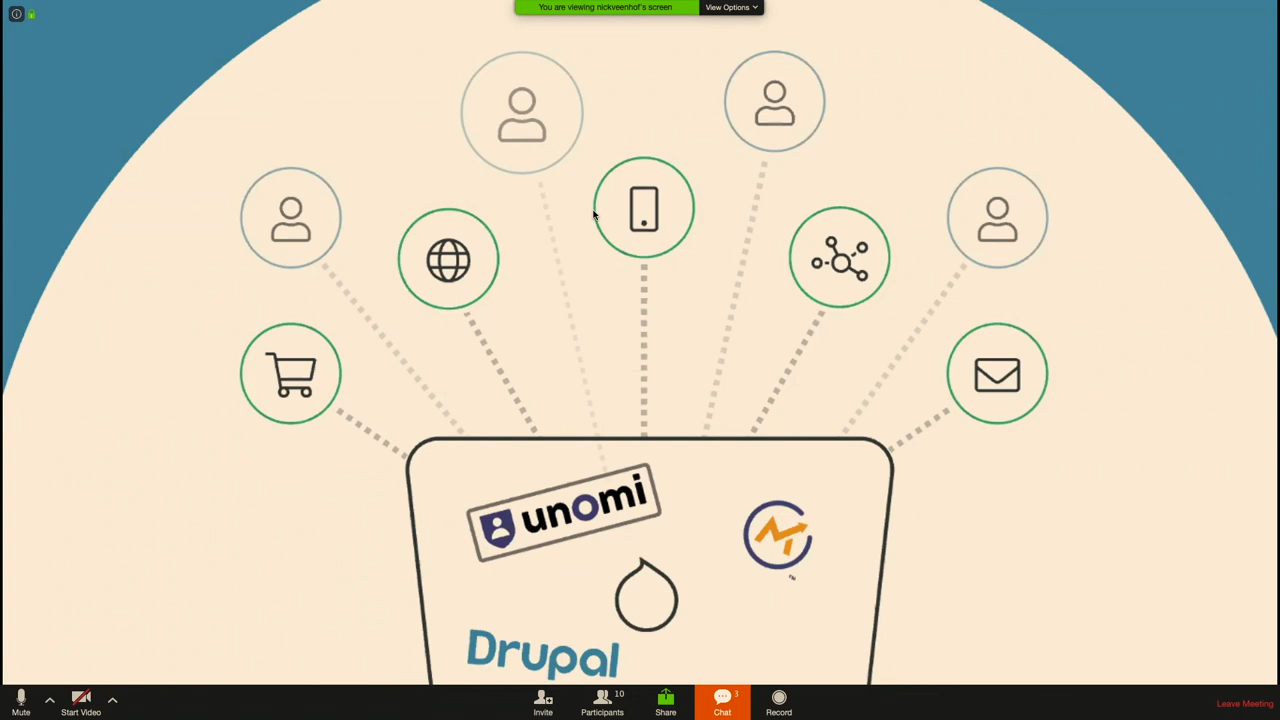 You are viewing nickveenhof's screen
View Options
unomi
Drupal
Mute
Start Video
Invite
Participants
10
Share
Chat
3
Record
Leave Meeting